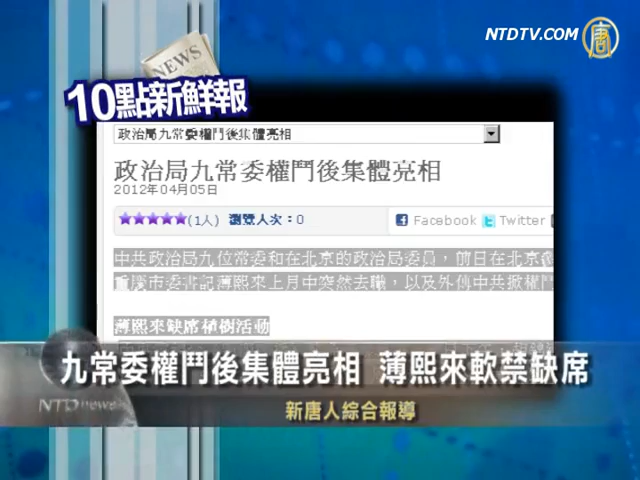 NTDTV.COM
唐
NEWS
10點新鮮報
政治局九常委權鬥後集體亮相
政治局九常委權鬥後集體亮相
2012年04月05日
(1人) 瀏覽人次：0
Facebook Twitter
中共政治局九位常委和在北京的政治局委員，前日在北京
重慶市委書記薄熙來上月中突然去職，以及外傳中共掀權鬥
薄熙來缺席植樹活動
九常委權鬥後集體亮相 薄熙來軟禁缺席
NTDnews
新唐人綜合報導